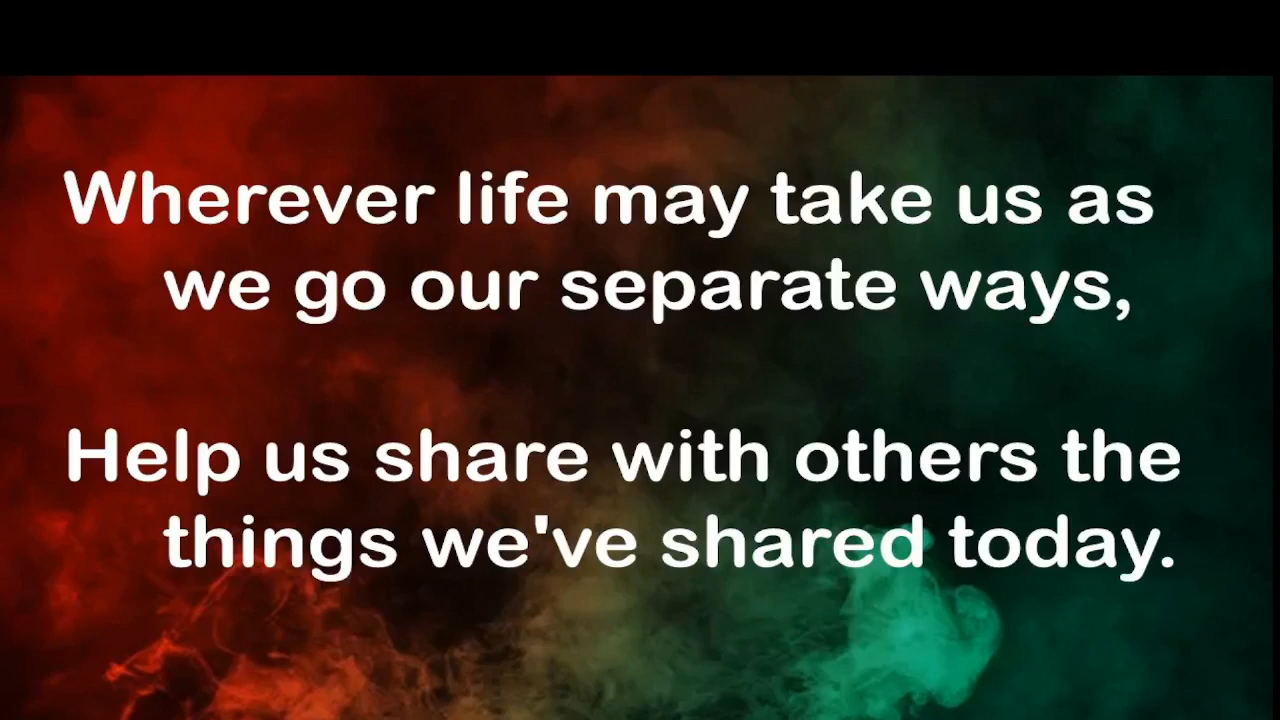 Wherever life may take us as
we go our separate ways,
Help us share with others the
things we've shared today.